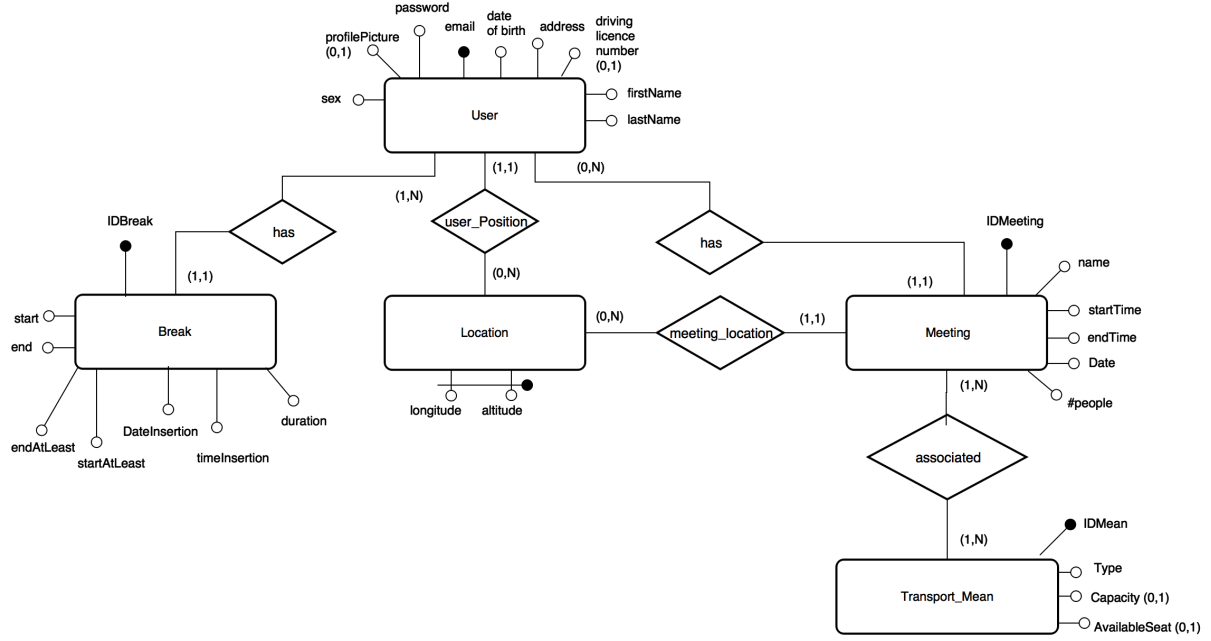 password
profilePicture
(0,1)
email
date
of birth
address
driving
licence
number
(0,1)
sex
firstName
lastName
User
(1,N)
(1,1)
(0,N)
has
user_Position
has
IDBreak
(1,1)
(0,N)
(1,1)
IDMeeting
name
start
end
Break
Location
(0,N)
meeting_location
(1,1)
Meeting
startTime
endTime
Date
#people
longitude
altitude
endAtLeast
startAtLeast
DateInsertion
timeInsertion
duration
(1,N)
associated
(1,N)
IDMean
Transport_Mean
Type
Capacity (0,1)
AvailableSeat (0,1)